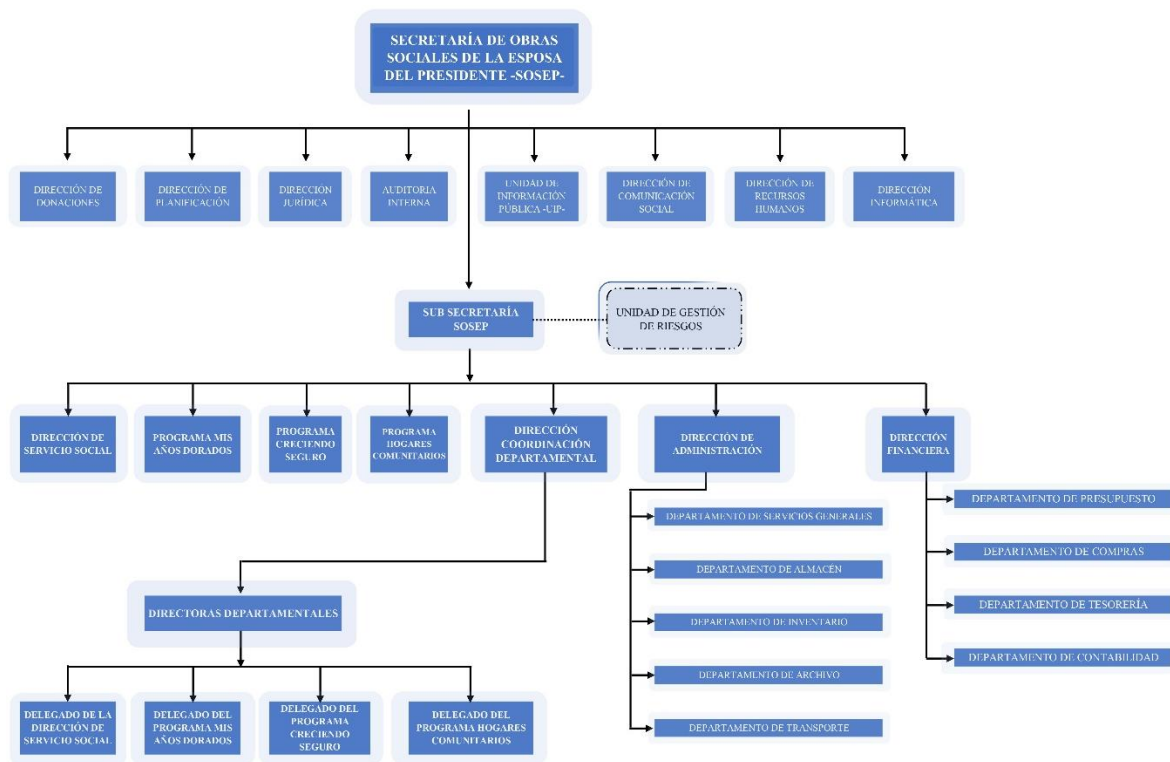 SECRETARÍA DE OBRAS
SOCIALES DE LA ESPOSA
DEL PRESIDENTE -SOSEP-
DIRECCIÓN DE
DONACIONES
DIRECCIÓN DE
PLANIFICACIÓN
DIRECCIÓN
JURÍDICA
AUDITORIA
INTERNA
UNIDAD DE
INFORMACIÓN
PÚBLICA -UIP-
DIRECCIÓN DE
COMUNICACIÓN
SOCIAL
DIRECCIÓN DE
RECURSOS
HUMANOS
DIRECCIÓN
INFORMÁTICA
SUB SECRETARÍA
SOSEP
UNIDAD DE GESTIÓN
DE RIESGOS
DIRECCIÓN DE
SERVICIO SOCIAL
PROGRAMA MIS
AÑOS DORADOS
PROGRAMA
CRECIENDO
SEGURO
PROGRAMA
HOGARES
COMUNITARIOS
DIRECCIÓN
COORDINACIÓN
DEPARTAMENTAL
DIRECCIÓN DE
ADMINISTRACIÓN
DIRECCIÓN
FINANCIERA
DEPARTAMENTO DE SERVICIOS GENERALES
DEPARTAMENTO DE ALMACÉN
DEPARTAMENTO DE INVENTARIO
DEPARTAMENTO DE ARCHIVO
DEPARTAMENTO DE TRANSPORTE
DEPARTAMENTO DE PRESUPUESTO
DEPARTAMENTO DE COMPRAS
DEPARTAMENTO DE TESORERÍA
DEPARTAMENTO DE CONTABILIDAD
DIRECTORAS DEPARTAMENTALES
DELEGADO DE LA
DIRECCIÓN DE
SERVICIO SOCIAL
DELEGADO DEL
PROGRAMA MIS
AÑOS DORADOS
DELEGADO DEL
PROGRAMA
CRECIENDO
SEGURO
DELEGADO DEL
PROGRAMA HOGARES
COMUNITARIOS